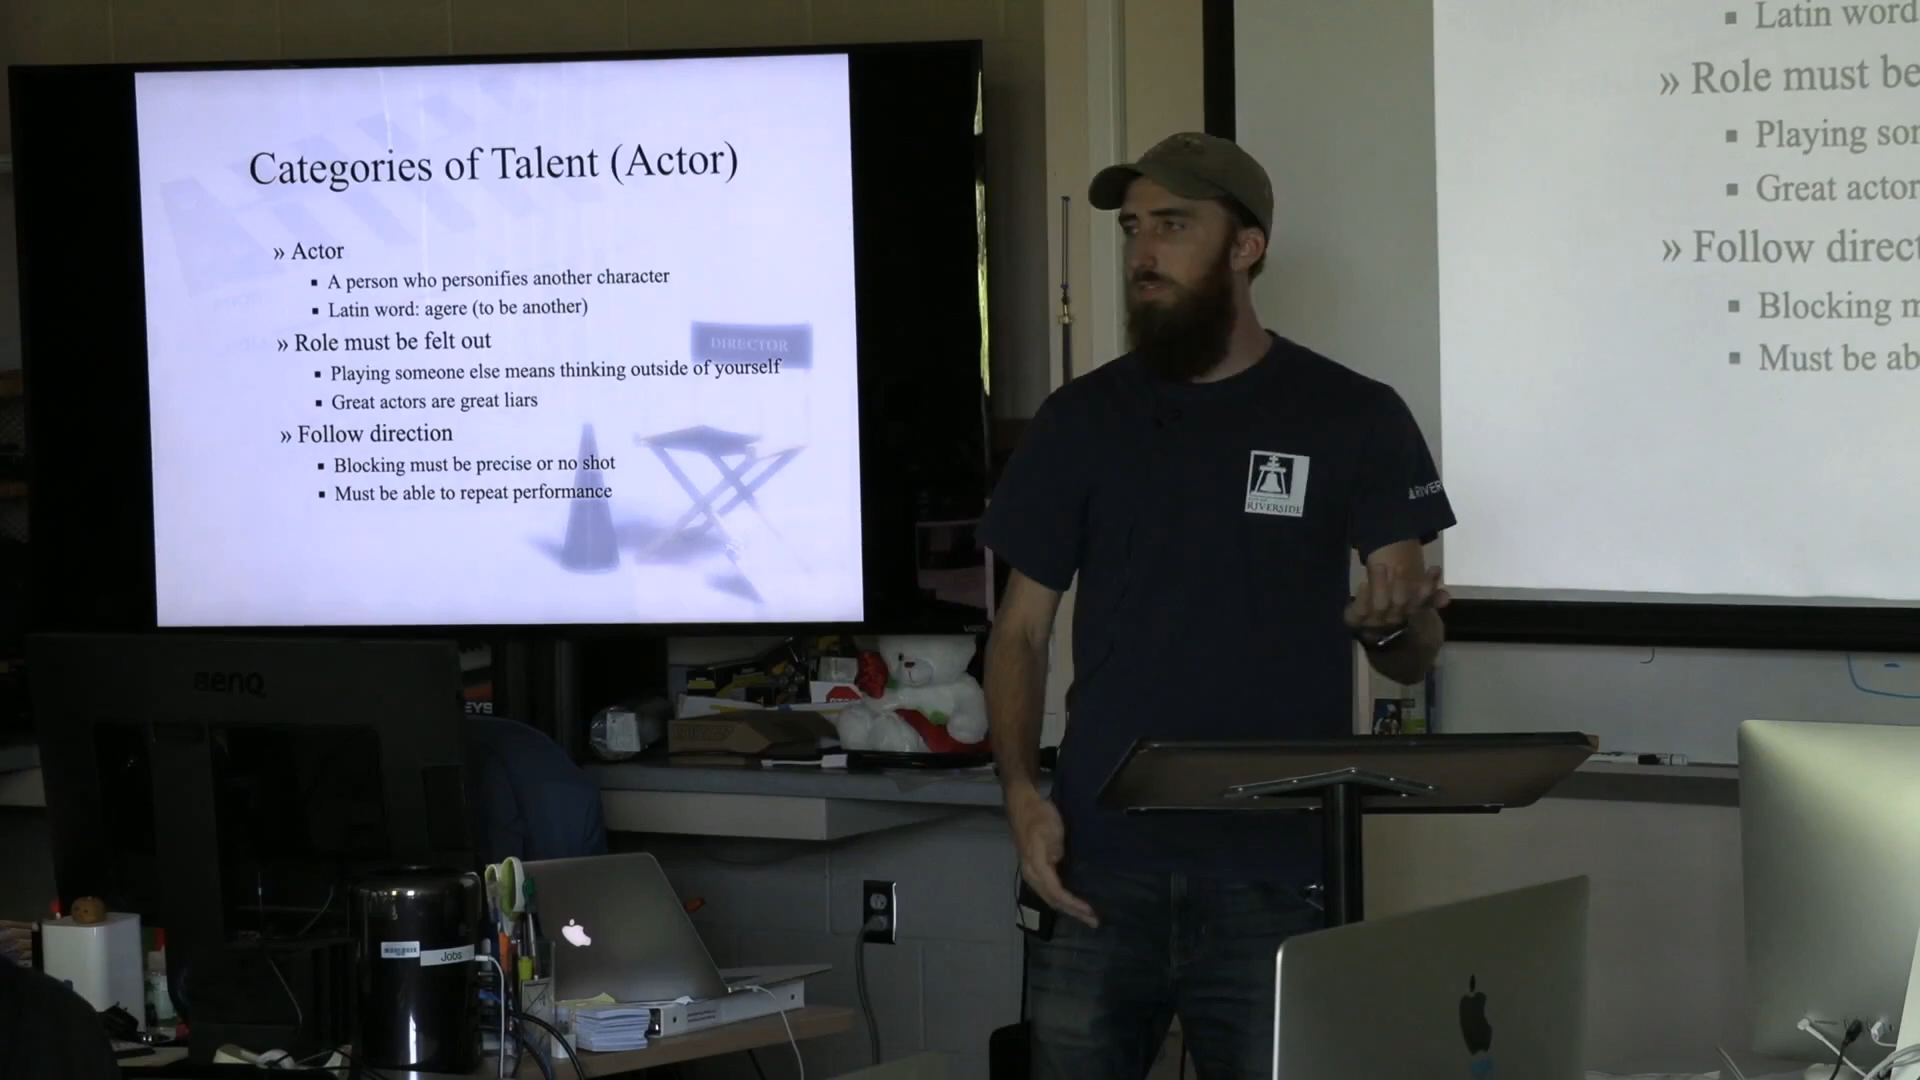 Categories of Talent (Actor)
» Actor
▪ A person who personifies another character
▪ Latin word: agere (to be another)
» Role must be felt out
DIRECTOR
▪ Playing someone else means thinking outside of yourself
▪ Great actors are great liars
» Follow direction
▪ Blocking must be precise or no shot
▪ Must be able to repeat performance
▪ Latin word
» Role must be
▪ Playing
▪ Great actor
» Follow direct
▪ Blocking
▪ Must be ab
RIVERSIDE
RIVER
BenQ
EYS
Jobs